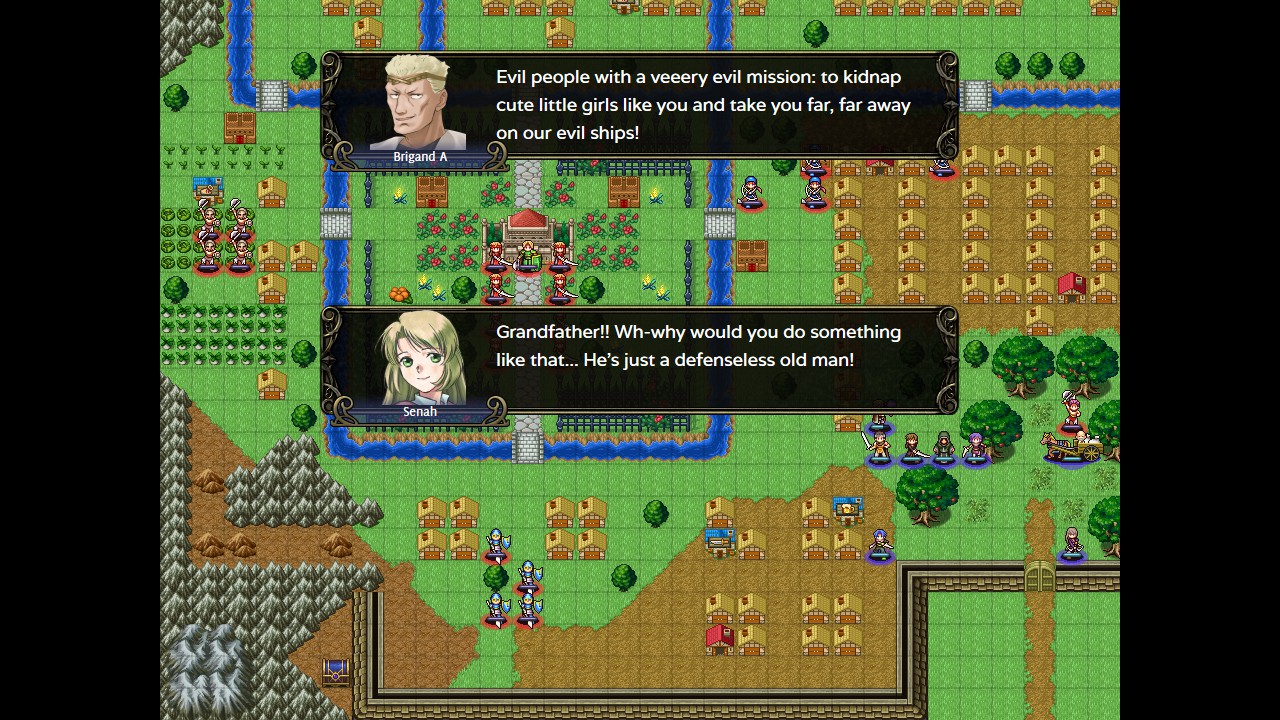 Evil people with a veeery evil mission: to kidnap
cute little girls like you and take you far, far away
on our evil ships!
Brigand A
Grandfather!! Wh-why would you do something
like that... He's just a defenseless old man!
Senah